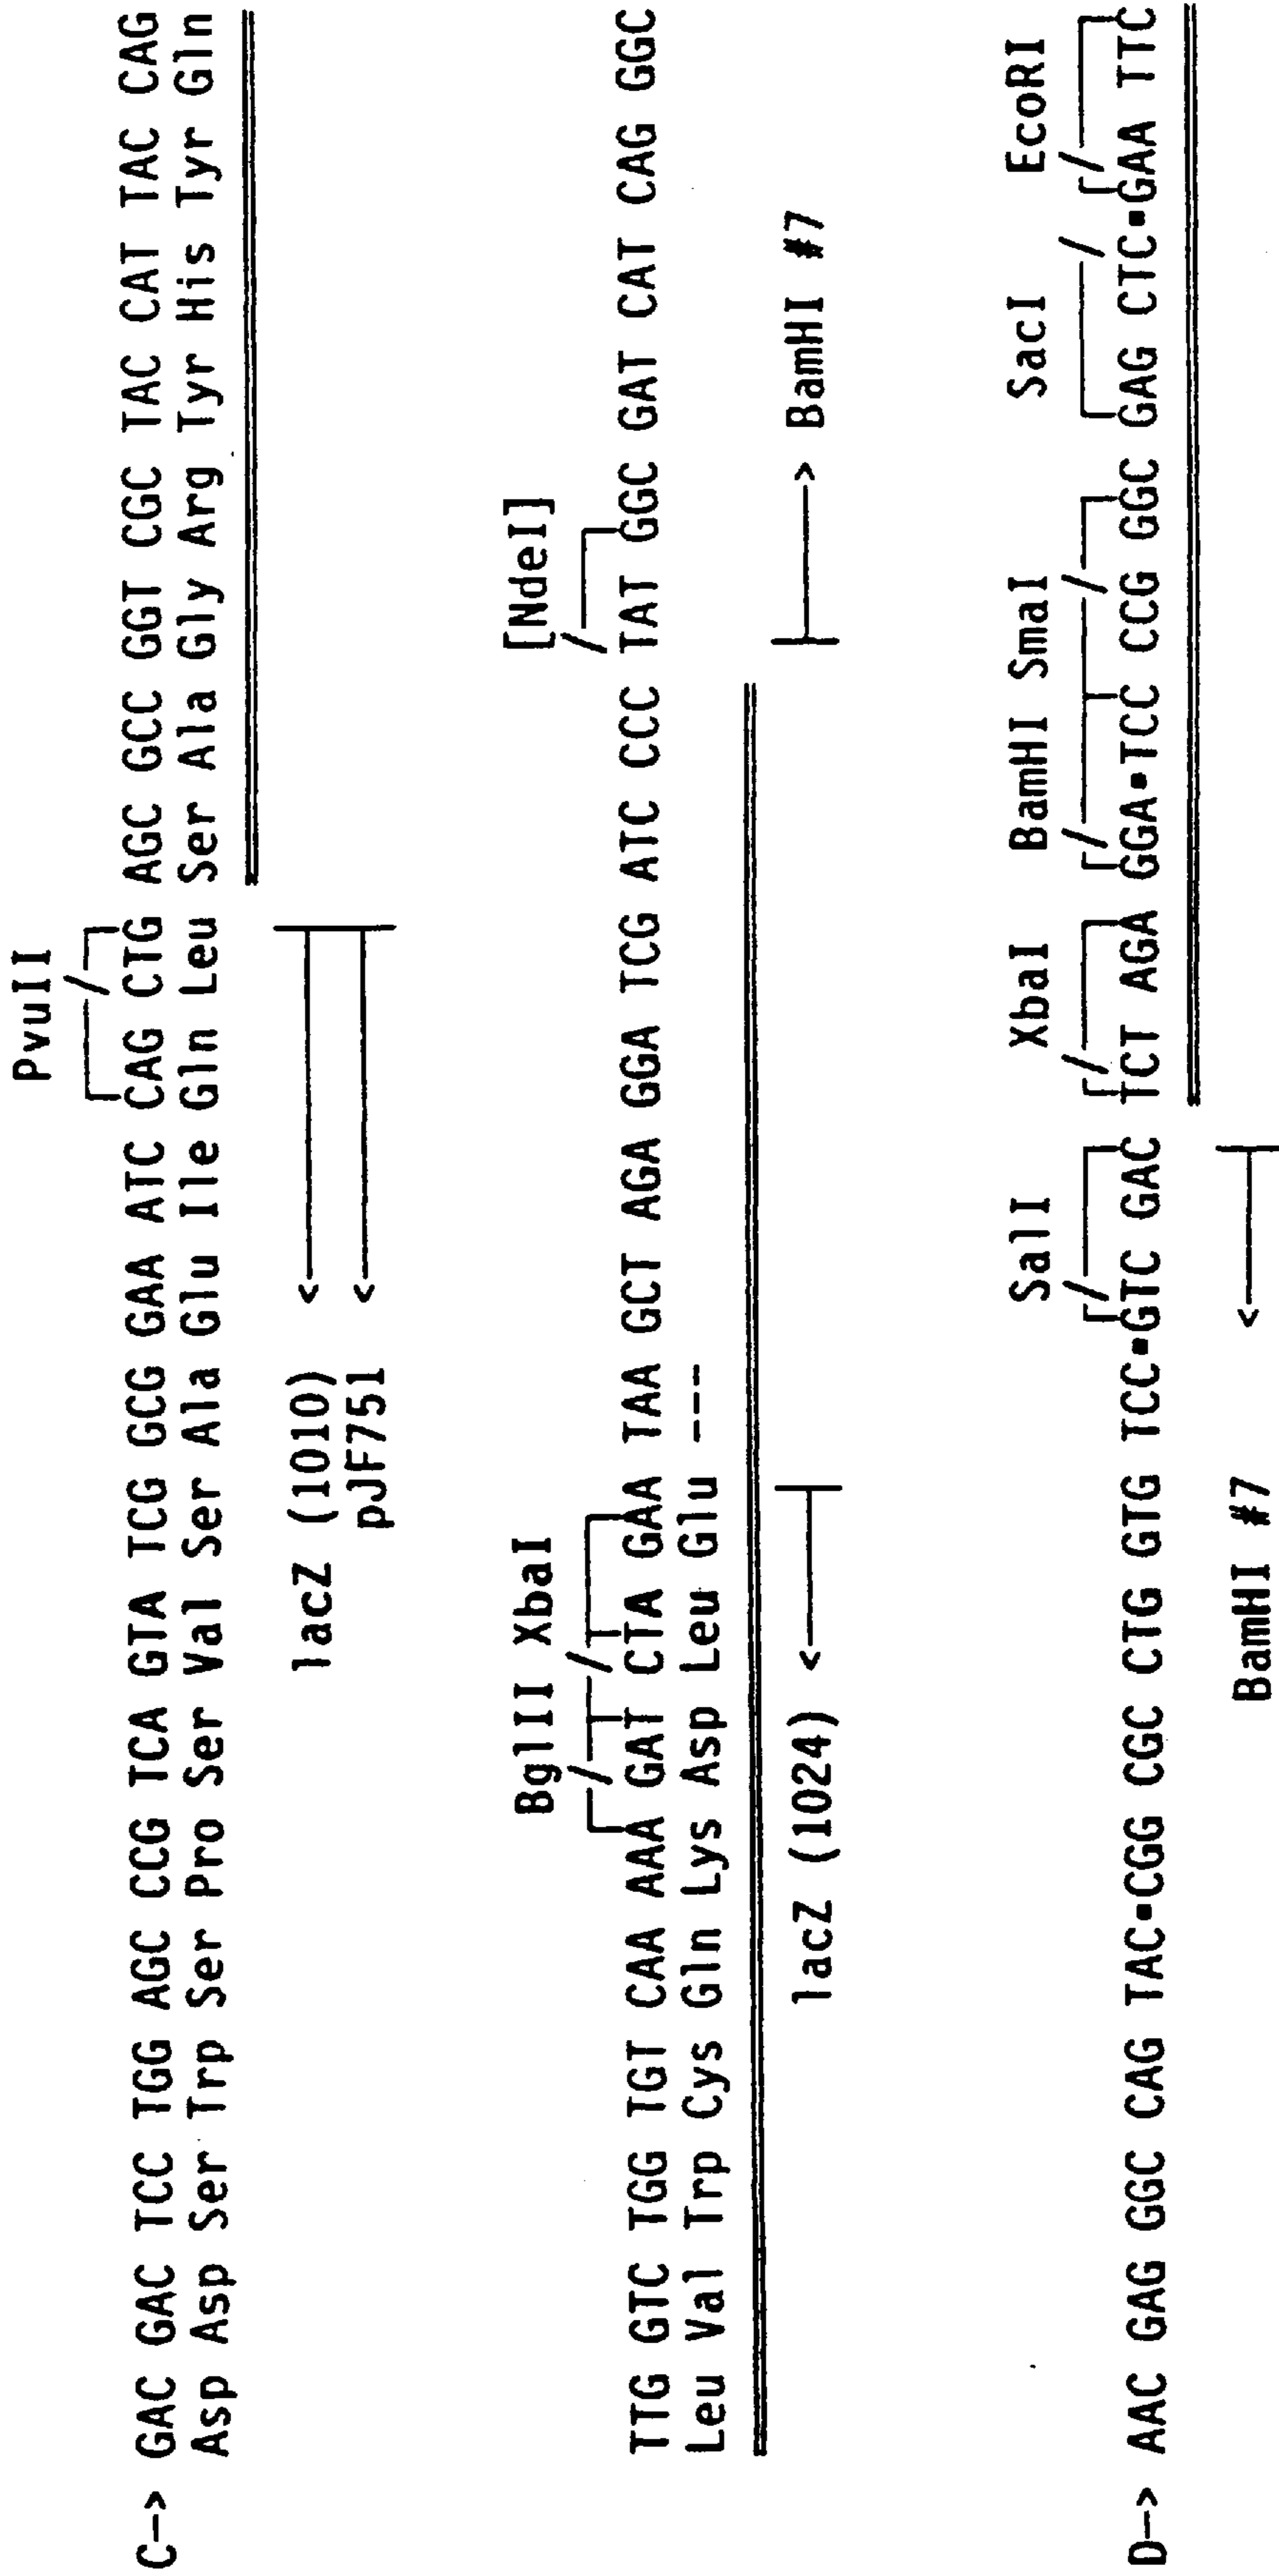 PvuII
C—> GAC GAC TCC TGG AGC CCG TCA GTA TCG GCG GAA ATC CAG CTG AGC GCC GGT CGC TAC CAT TAC CAG
Asp Asp Ser Trp Ser Pro Ser Val Ser Ala Glu Ile Gln Leu Ser Ala Gly Arg Tyr His Tyr Gln
lacZ (1010) <
pJF751 <
BglII XbaI [NdeI]
TTG GTC TGG TGT CAA AAA GAT CTA GAA TAA GCT AGA GGA TCG ATC CCC TAT GGC GAT CAT CAG GGC
Leu Val Trp Cys Gln Lys Asp Leu Glu ---
lacZ (1024) < > BamHI #7
SalI XbaI BamHI SmaI SacI EcoRI
D—> AAC GAG GGC CAG TAC▪CGG CGC CTG GTG TCC▪GTC GAC TCT AGA GGA▪TCC CCG GGC GAG CTC▪GAA TTC
BamHI #7 <